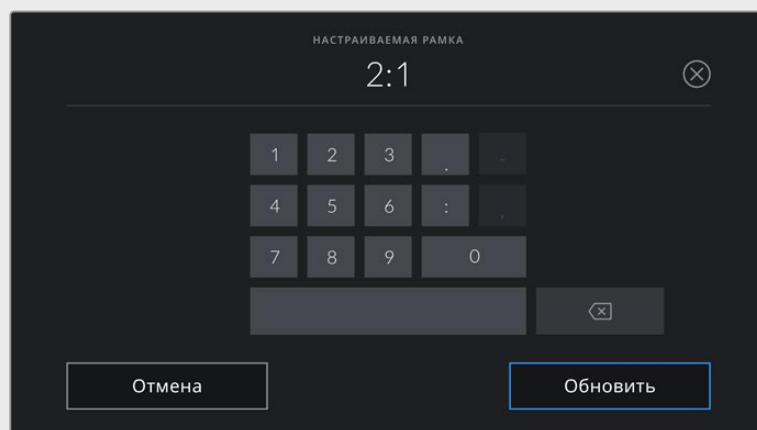 НАСТРАИВАЕМАЯ РАМКА
2:1
1 2 3 . -
4 5 6 : ,
7 8 9 0
Отмена Обновить